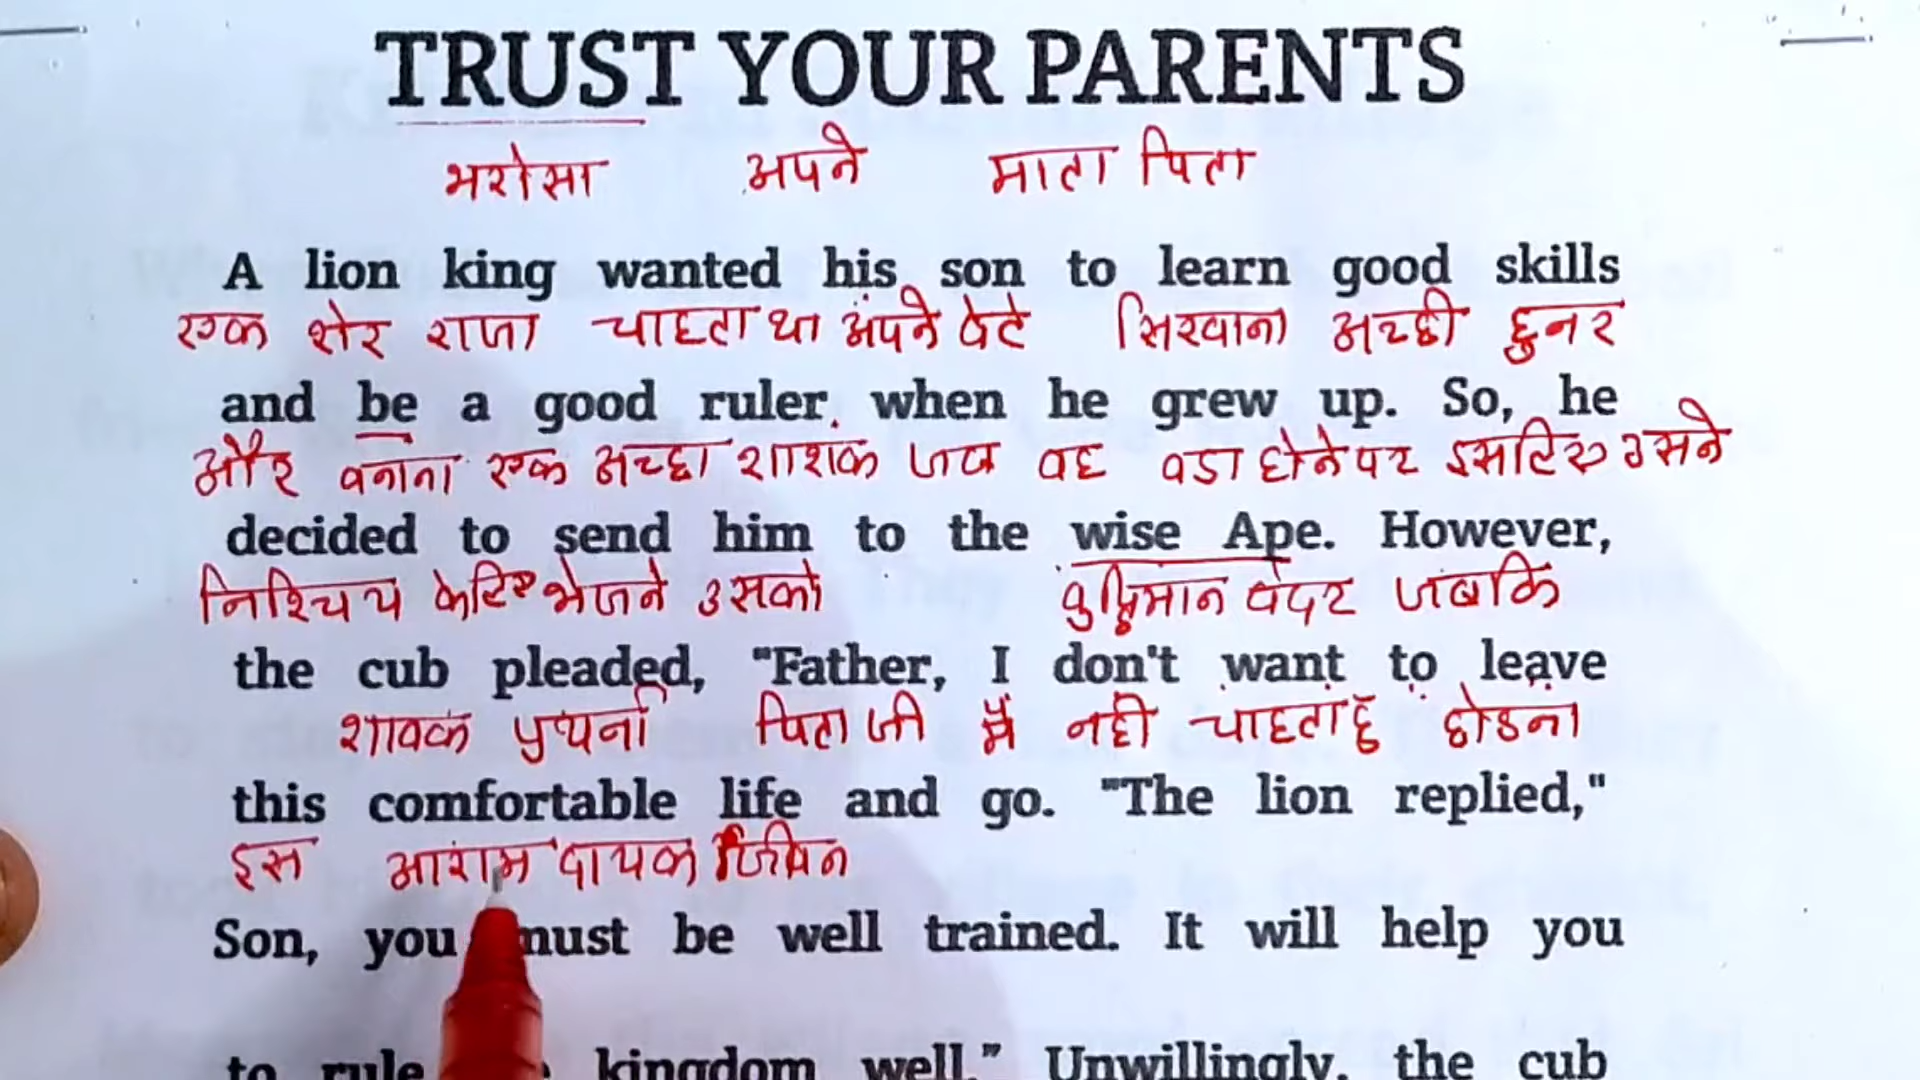 TRUST YOUR PARENTS
भरोसा अपने माता पिता
A lion king wanted his son to learn good skills
एक शेर राजा चाहता था अपने बेटे सिखाना अच्छी हुनर
and be a good ruler when he grew up. So, he
और बनाना एक अच्छा शाशक जब वह बडा होनेपर इसलिए उसने
decided to send him to the wise Ape. However,
निश्चिय केलिए भेजने उसको बुद्धिमान बंदर जबकि
the cub pleaded, "Father, I don't want to leave
शावक पिता जी मैं नही चाहता हूँ छोडना
this comfortable life and go. "The lion replied,"
इस आराम दायक जिवन
Son, you must be well trained. It will help you
to rule kingdom well.” Unwillingly, the cub